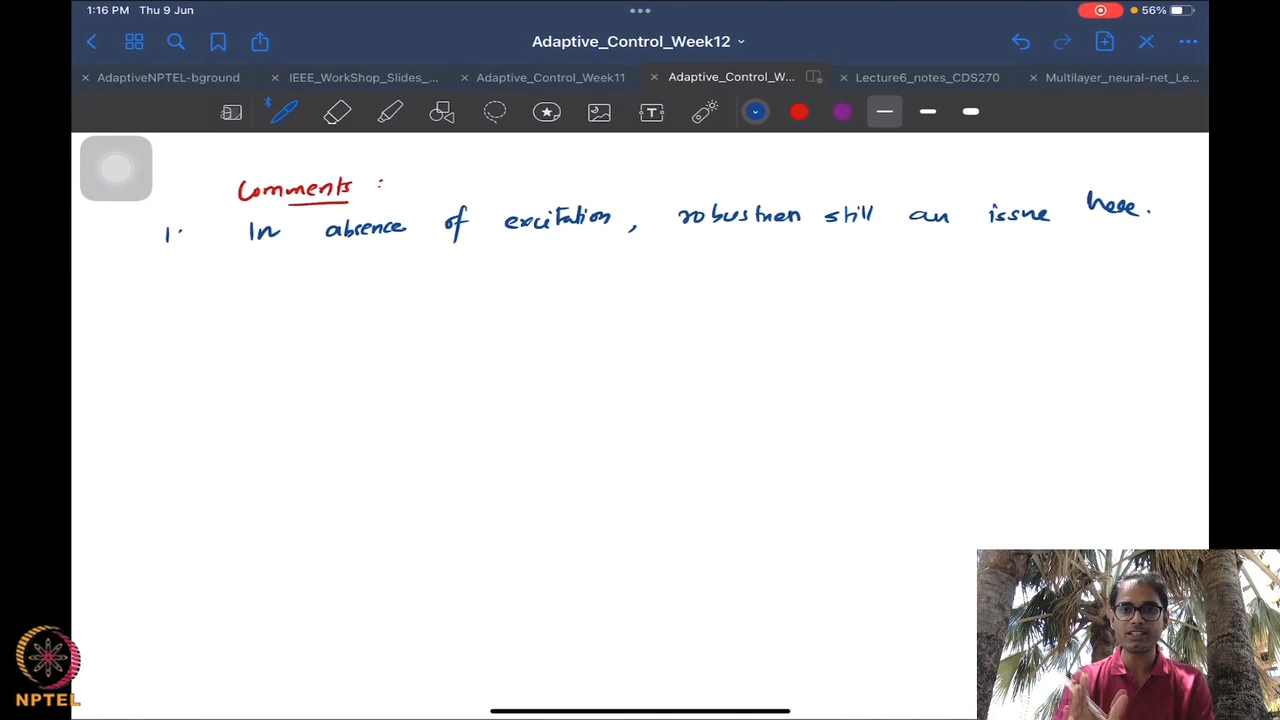 1:16 PM Thu 9 Jun
56%
Adaptive_Control_Week12
AdaptiveNPTEL-bground
IEEE_WorkShop_Slides_...
Adaptive_Control_Week11
Adaptive_Control_W...
Lecture6_notes_CDS270
Multilayer_neural-net_Le...
Comments :
1. In absence of excitation, robustness still an issue here.
NPTEL